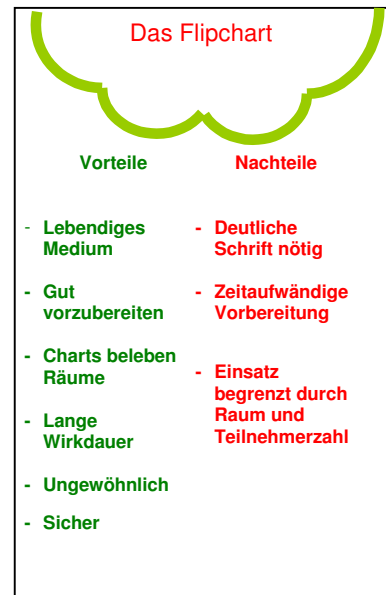 Das Flipchart
Vorteile
- Lebendiges
Medium
- Gut
vorzubereiten
- Charts beleben
Räume
- Lange
Wirkdauer
- Ungewöhnlich
- Sicher
Nachteile
- Deutliche
Schrift nötig
- Zeitaufwändige
Vorbereitung
- Einsatz
begrenzt durch
Raum und
Teilnehmerzahl